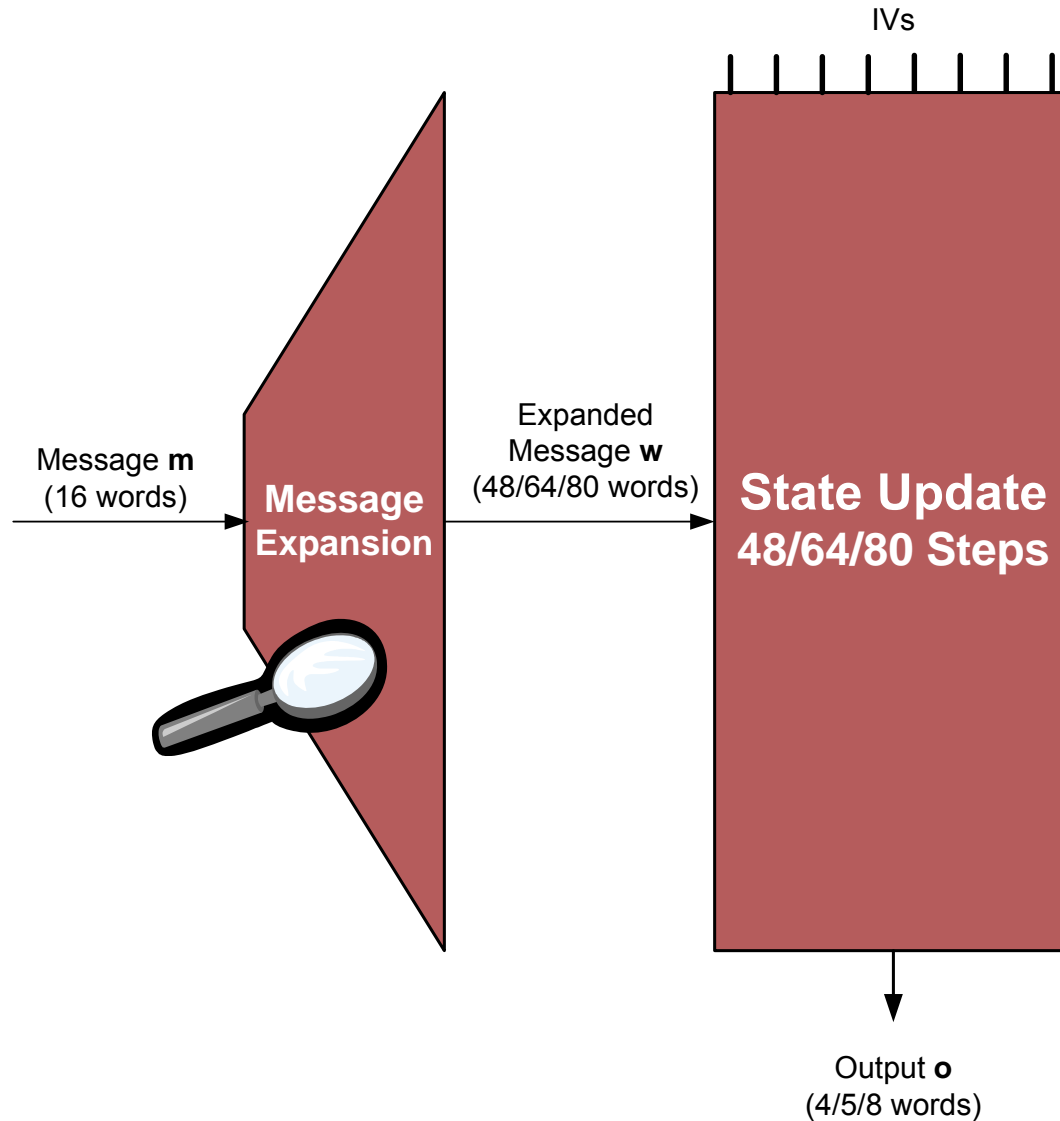 IVs
Message m
(16 words)
Message
Expansion
Expanded
Message w
(48/64/80 words)
State Update
48/64/80 Steps
Output o
(4/5/8 words)